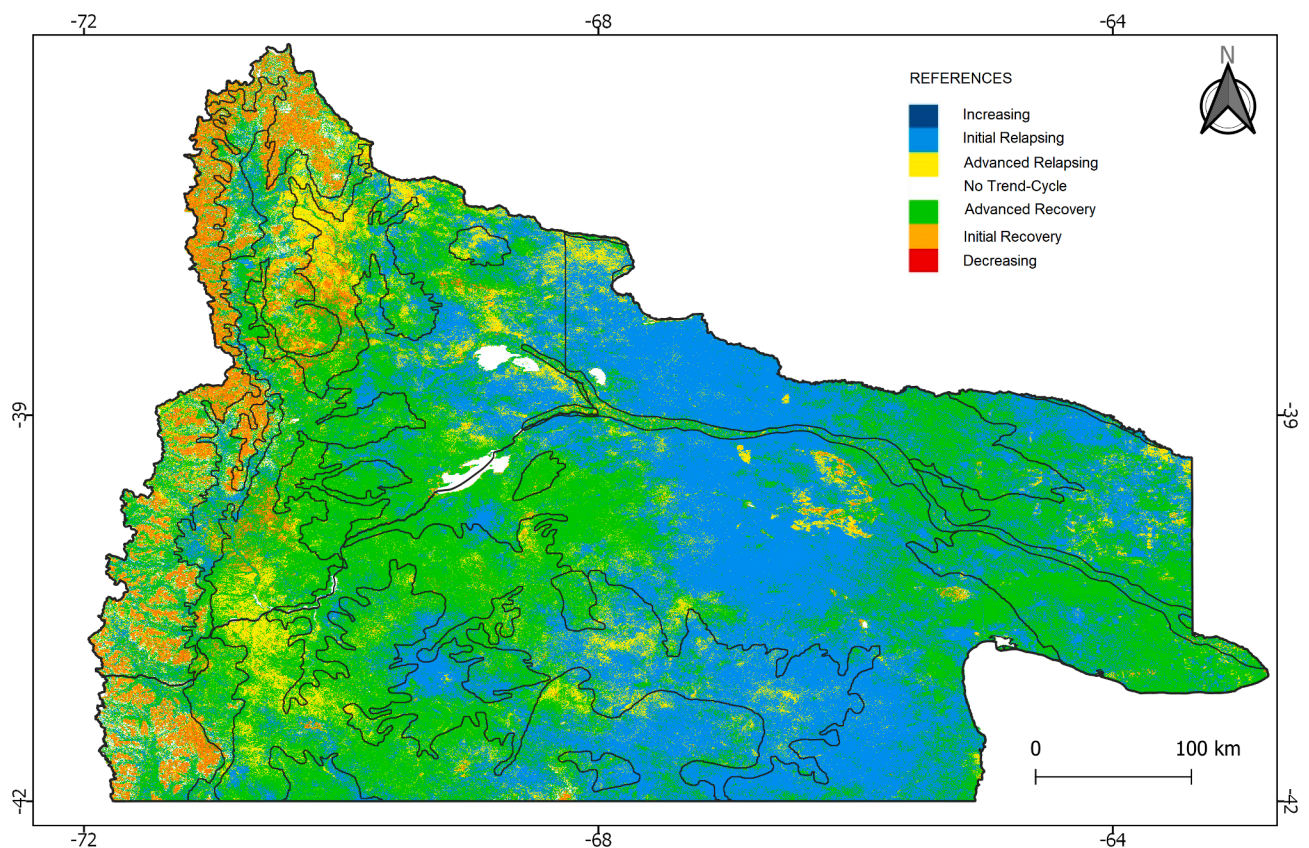 -72 -68 -64
N
REFERENCES
Increasing
Initial Relapsing
Advanced Relapsing
No Trend-Cycle
Advanced Recovery
Initial Recovery
Decreasing
-39 -39
0 100 km
-42 -42
-72 -68 -64